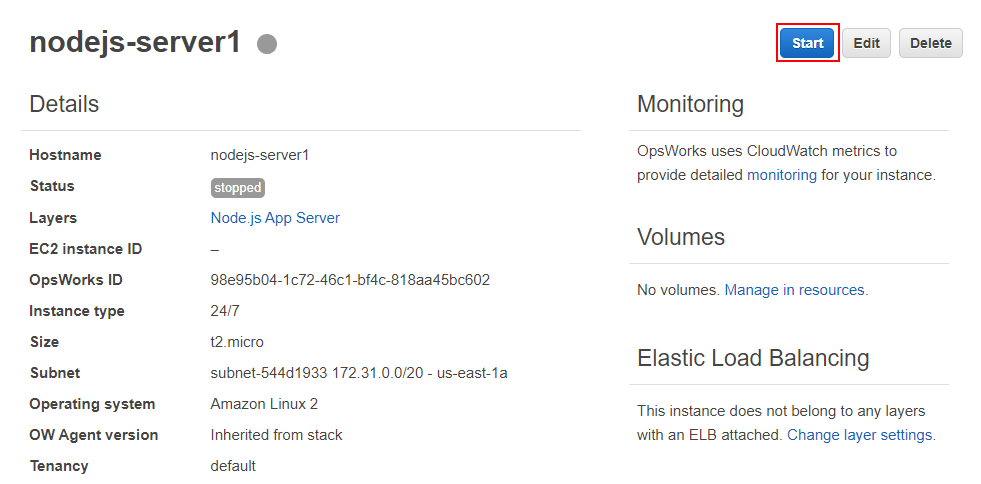 nodejs-server1
Start
Edit
Delete
Details
Hostname nodejs-server1
Status stopped
Layers Node.js App Server
EC2 instance ID –
OpsWorks ID 98e95b04-1c72-46c1-bf4c-818aa45bc602
Instance type 24/7
Size t2.micro
Subnet subnet-544d1933 172.31.0.0/20 - us-east-1a
Operating system Amazon Linux 2
OW Agent version Inherited from stack
Tenancy default
Monitoring
OpsWorks uses CloudWatch metrics to
provide detailed monitoring for your instance.
Volumes
No volumes. Manage in resources.
Elastic Load Balancing
This instance does not belong to any layers
with an ELB attached. Change layer settings.